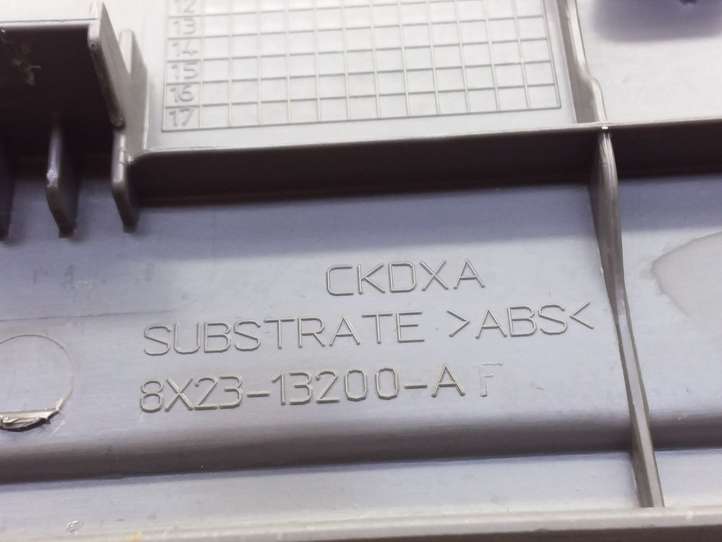 12
13
14
15
16
17
CKDXA
SUBSTRATE >ABS<
8X23-13200-AF